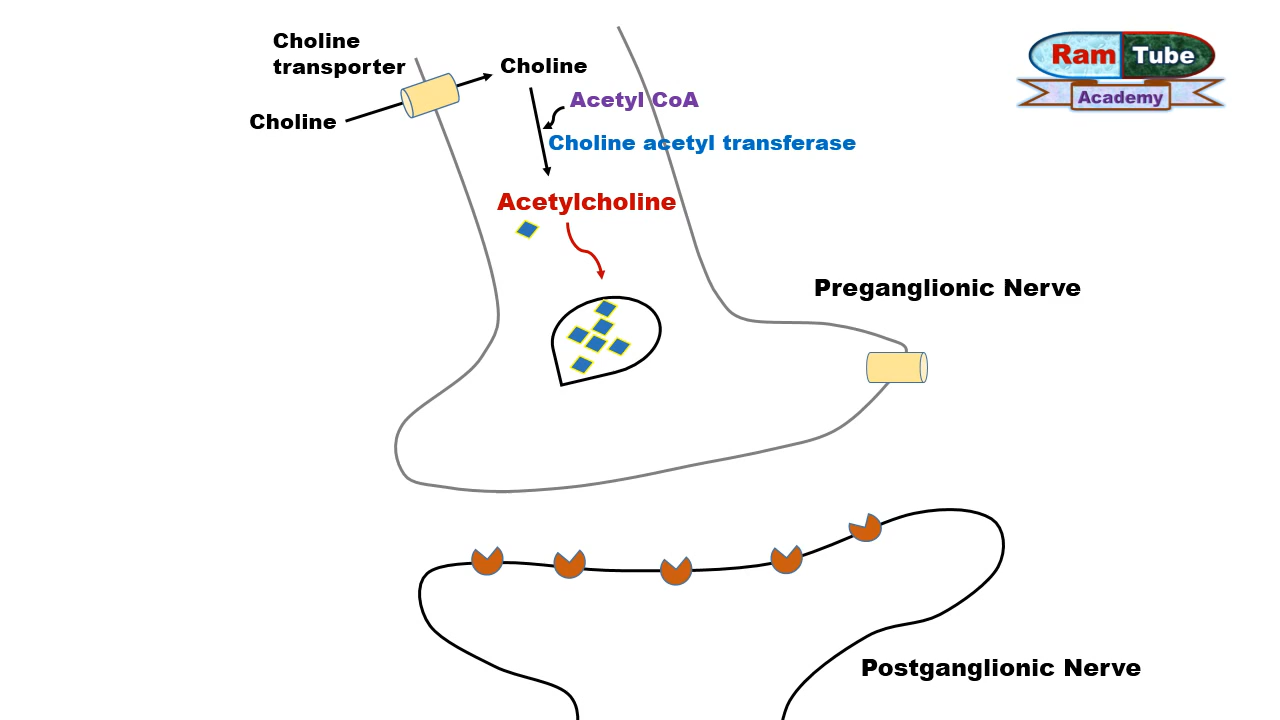 Choline
transporter
Choline
Choline
Acetyl CoA
Choline acetyl transferase
Acetylcholine
Preganglionic Nerve
Postganglionic Nerve
Ram Tube
Academy